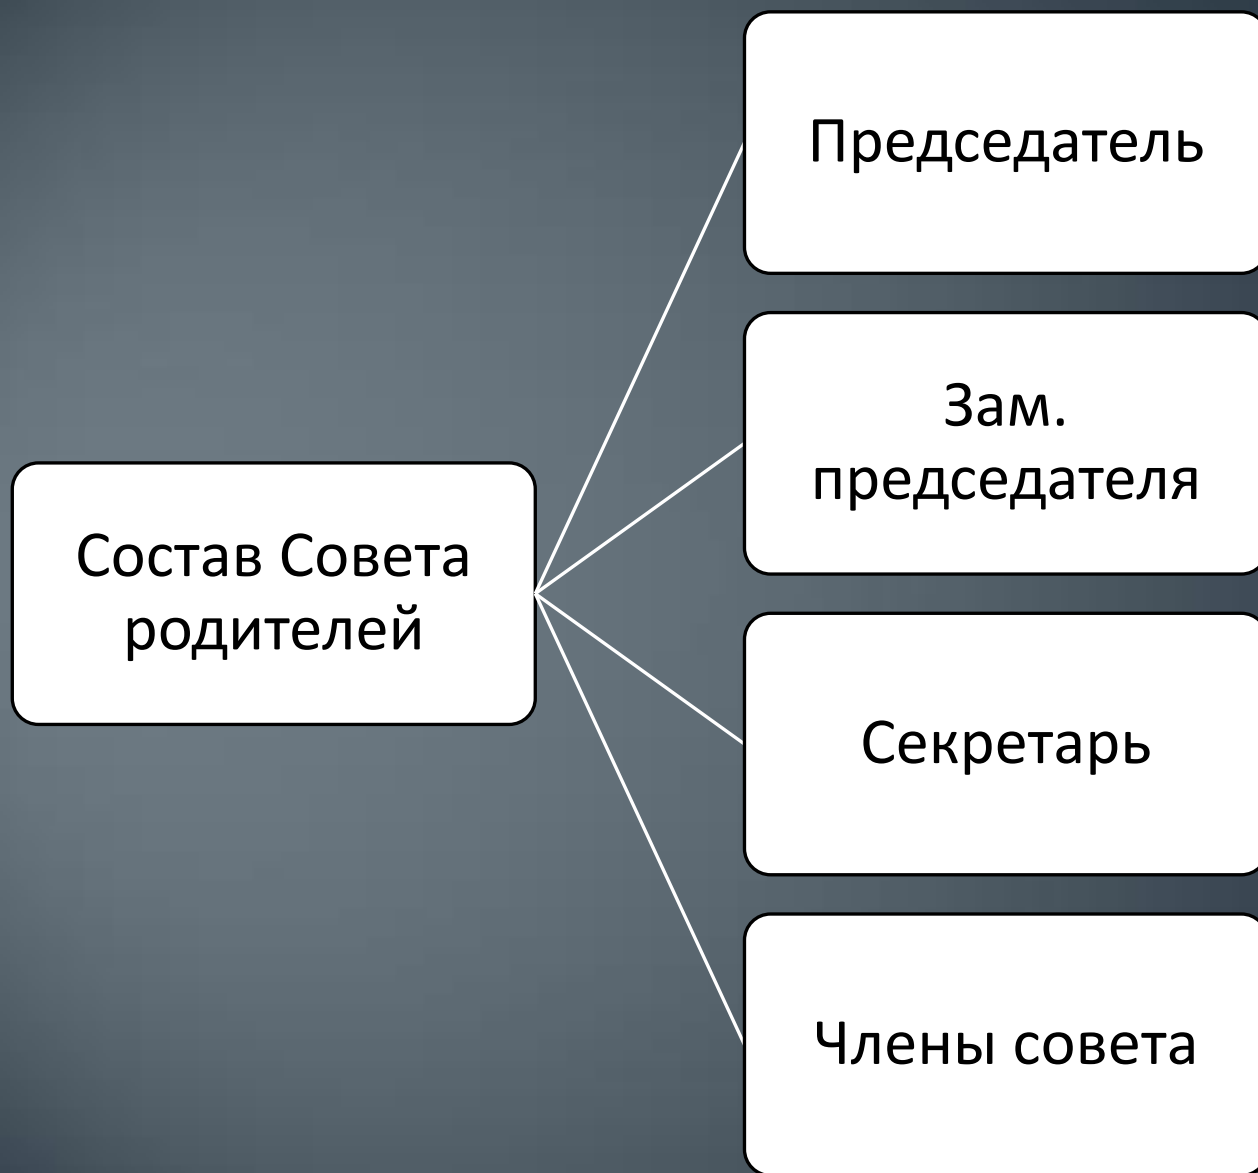 Председатель
Зам.
председателя
Состав Совета
родителей
Секретарь
Члены совета